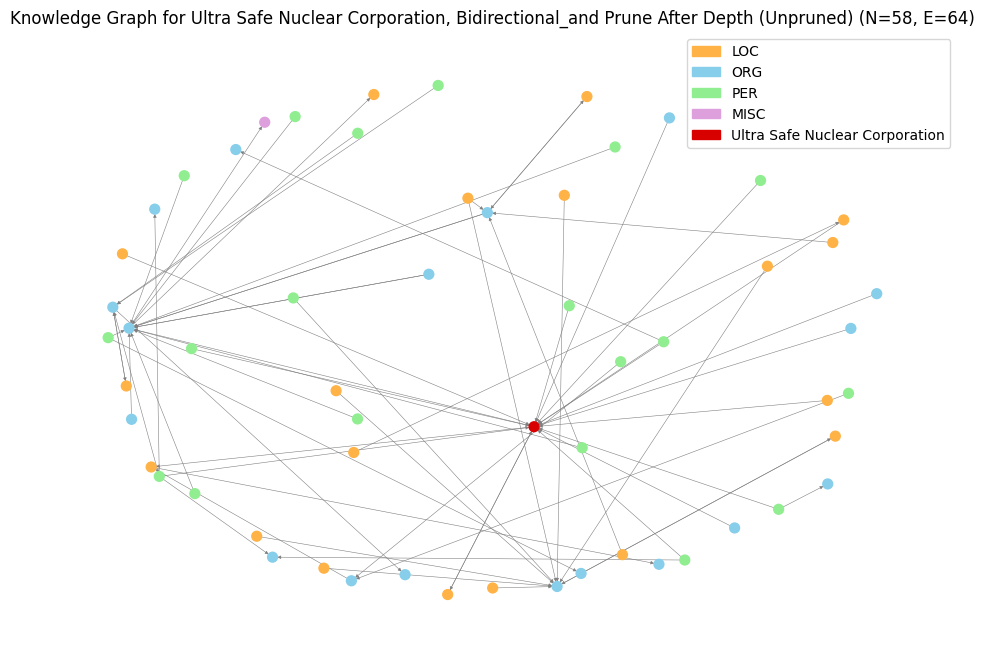 Knowledge Graph for Ultra Safe Nuclear Corporation, Bidirectional_and Prune After Depth (Unpruned) (N=58, E=64)
LOC
ORG
PER
MISC
Ultra Safe Nuclear Corporation